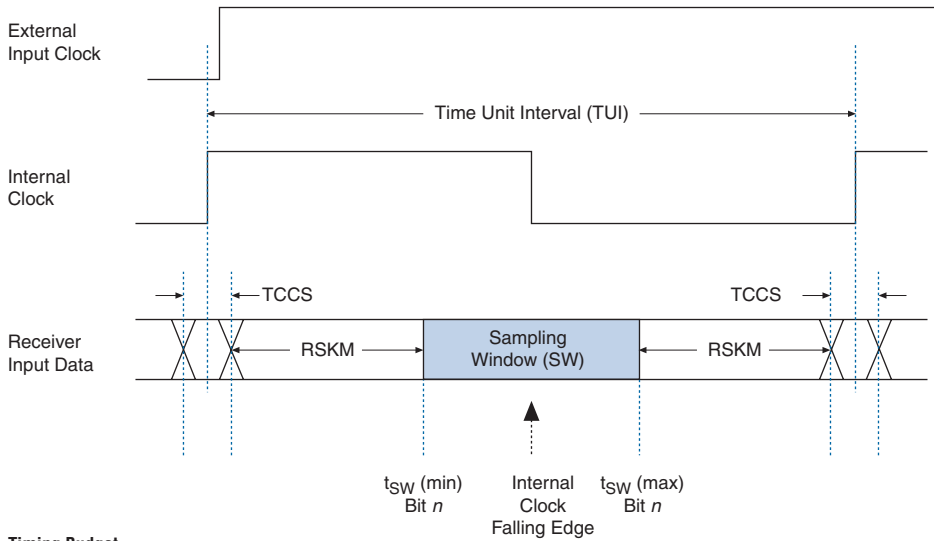 External
Input Clock
Time Unit Interval (TUI)
Internal
Clock
TCCS
TCCS
Receiver
Input Data
RSKM
Sampling
Window (SW)
RSKM
tSW (min)
Bit n
Internal
Clock
Falling Edge
tSW (max)
Bit n
Timing Budget